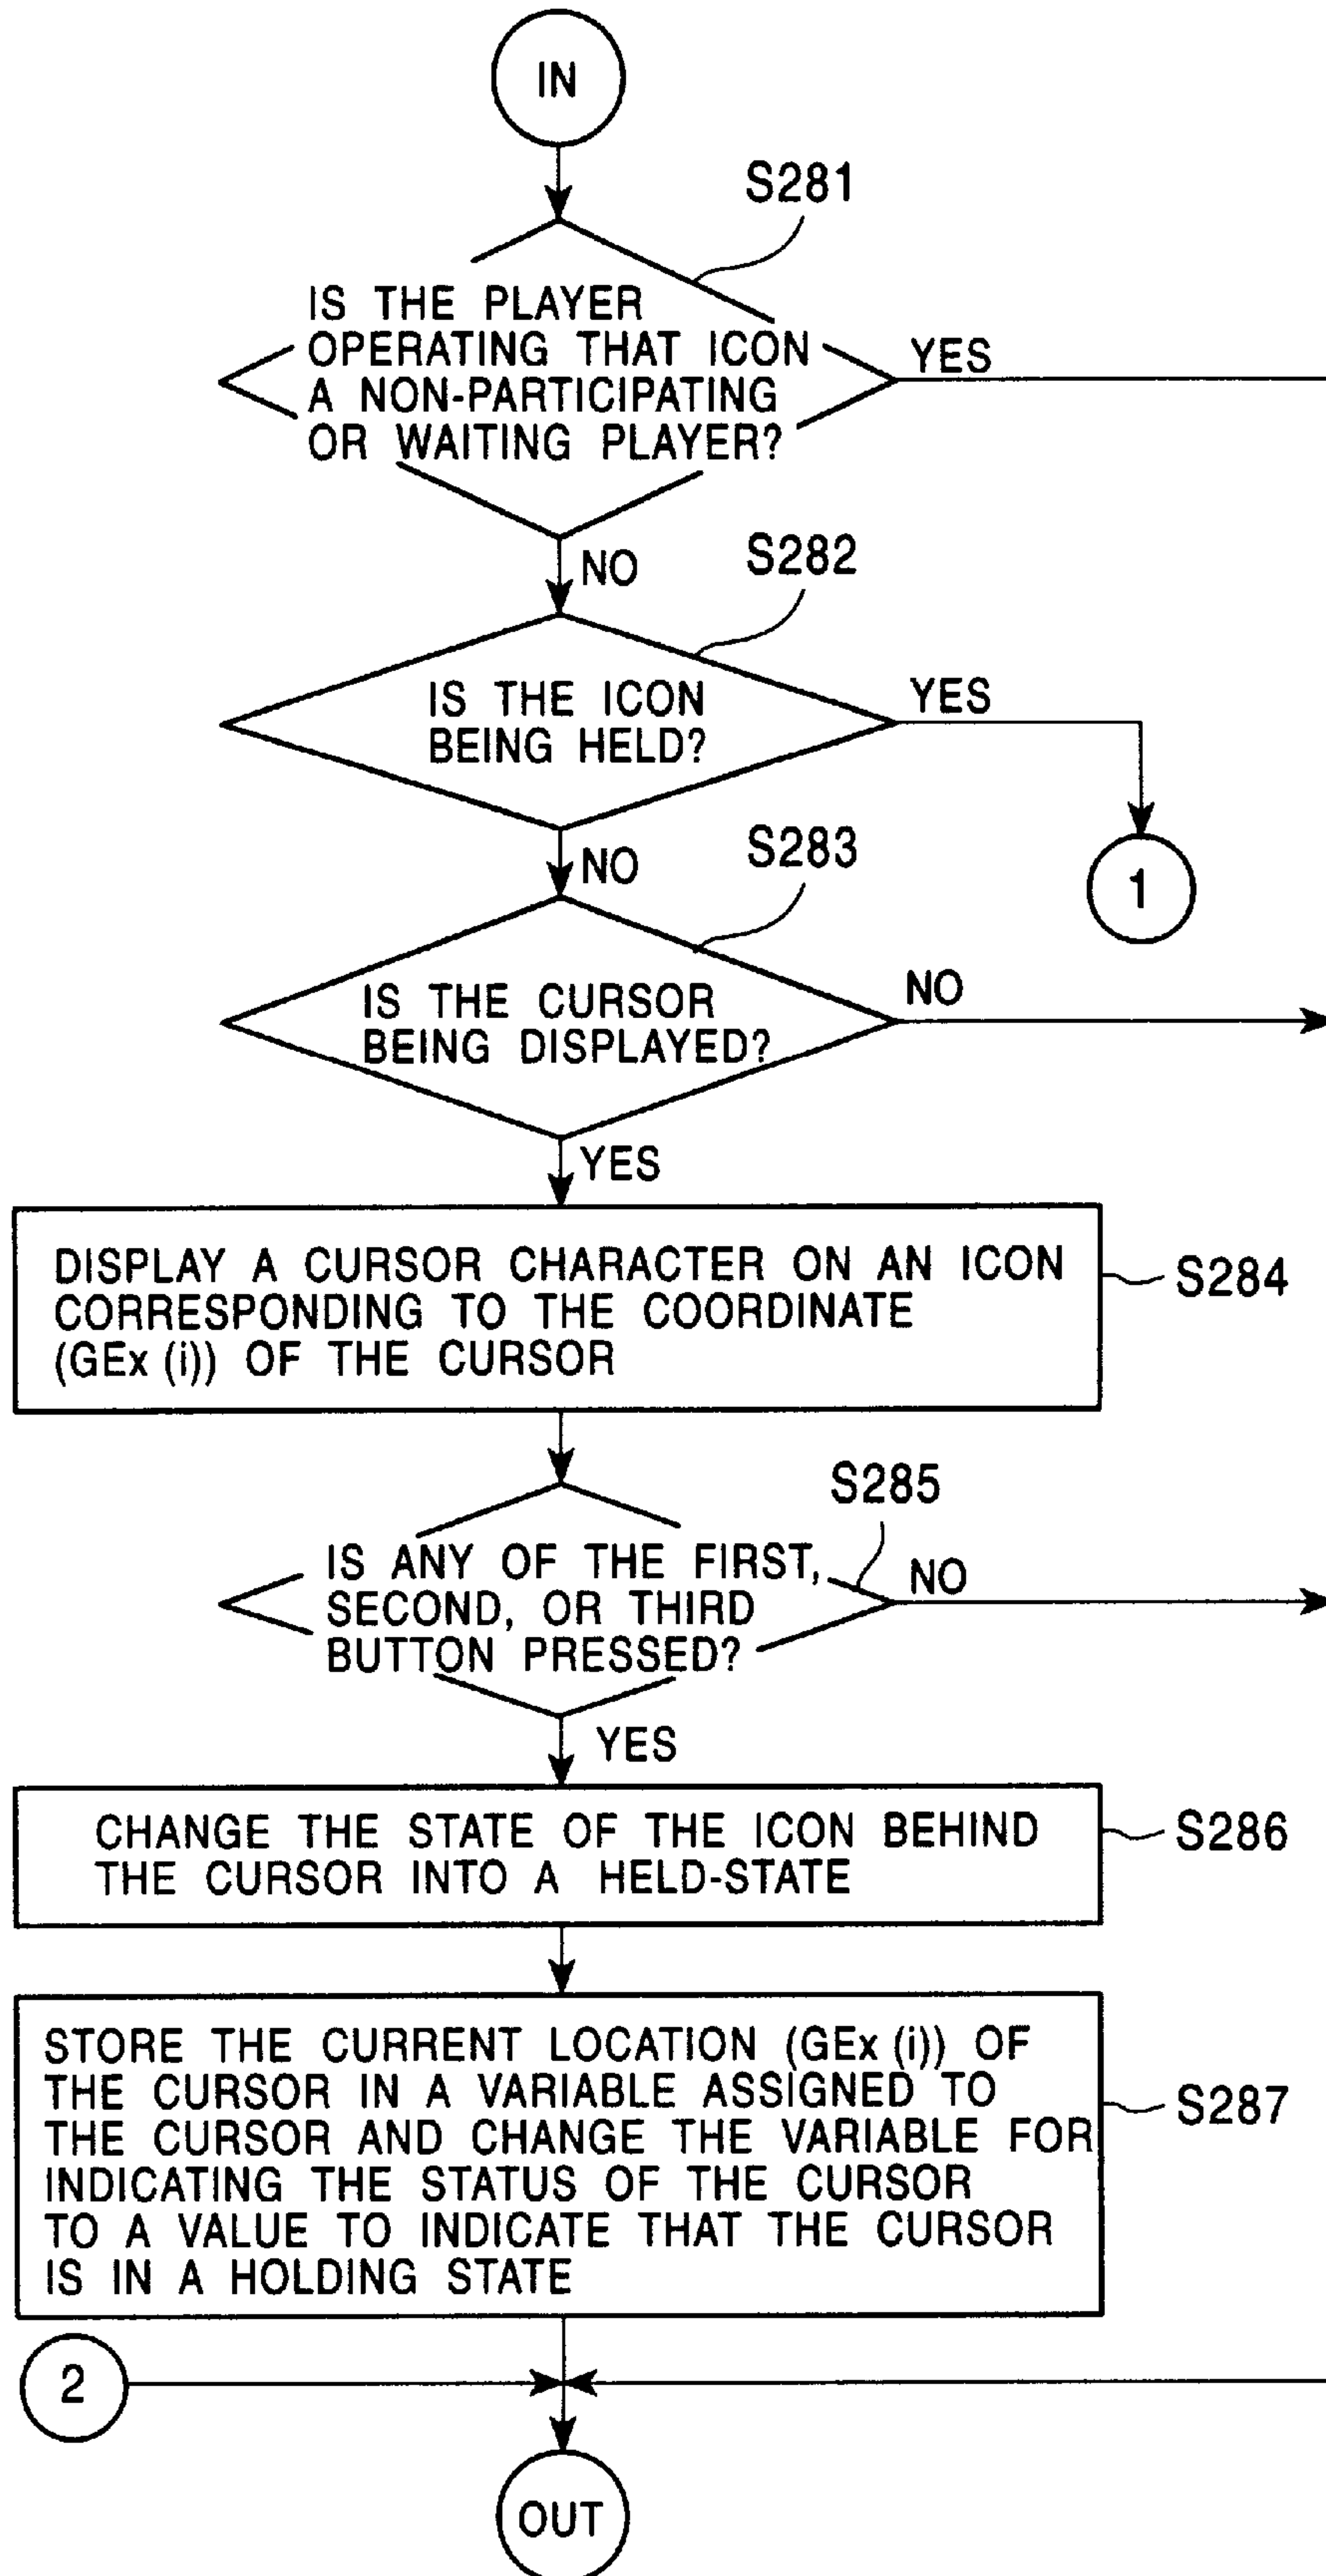 IN
S281
IS THE PLAYER
OPERATING THAT ICON
A NON-PARTICIPATING
OR WAITING PLAYER?
YES
NO
S282
IS THE ICON
BEING HELD?
YES
NO
S283
1
IS THE CURSOR
BEING DISPLAYED?
NO
YES
DISPLAY A CURSOR CHARACTER ON AN ICON
CORRESPONDING TO THE COORDINATE
(GEx (i)) OF THE CURSOR
S284
S285
IS ANY OF THE FIRST,
SECOND, OR THIRD
BUTTON PRESSED?
NO
YES
CHANGE THE STATE OF THE ICON BEHIND
THE CURSOR INTO A HELD-STATE
S286
STORE THE CURRENT LOCATION (GEx (i)) OF
THE CURSOR IN A VARIABLE ASSIGNED TO
THE CURSOR AND CHANGE THE VARIABLE FOR
INDICATING THE STATUS OF THE CURSOR
TO A VALUE TO INDICATE THAT THE CURSOR
IS IN A HOLDING STATE
S287
2
OUT